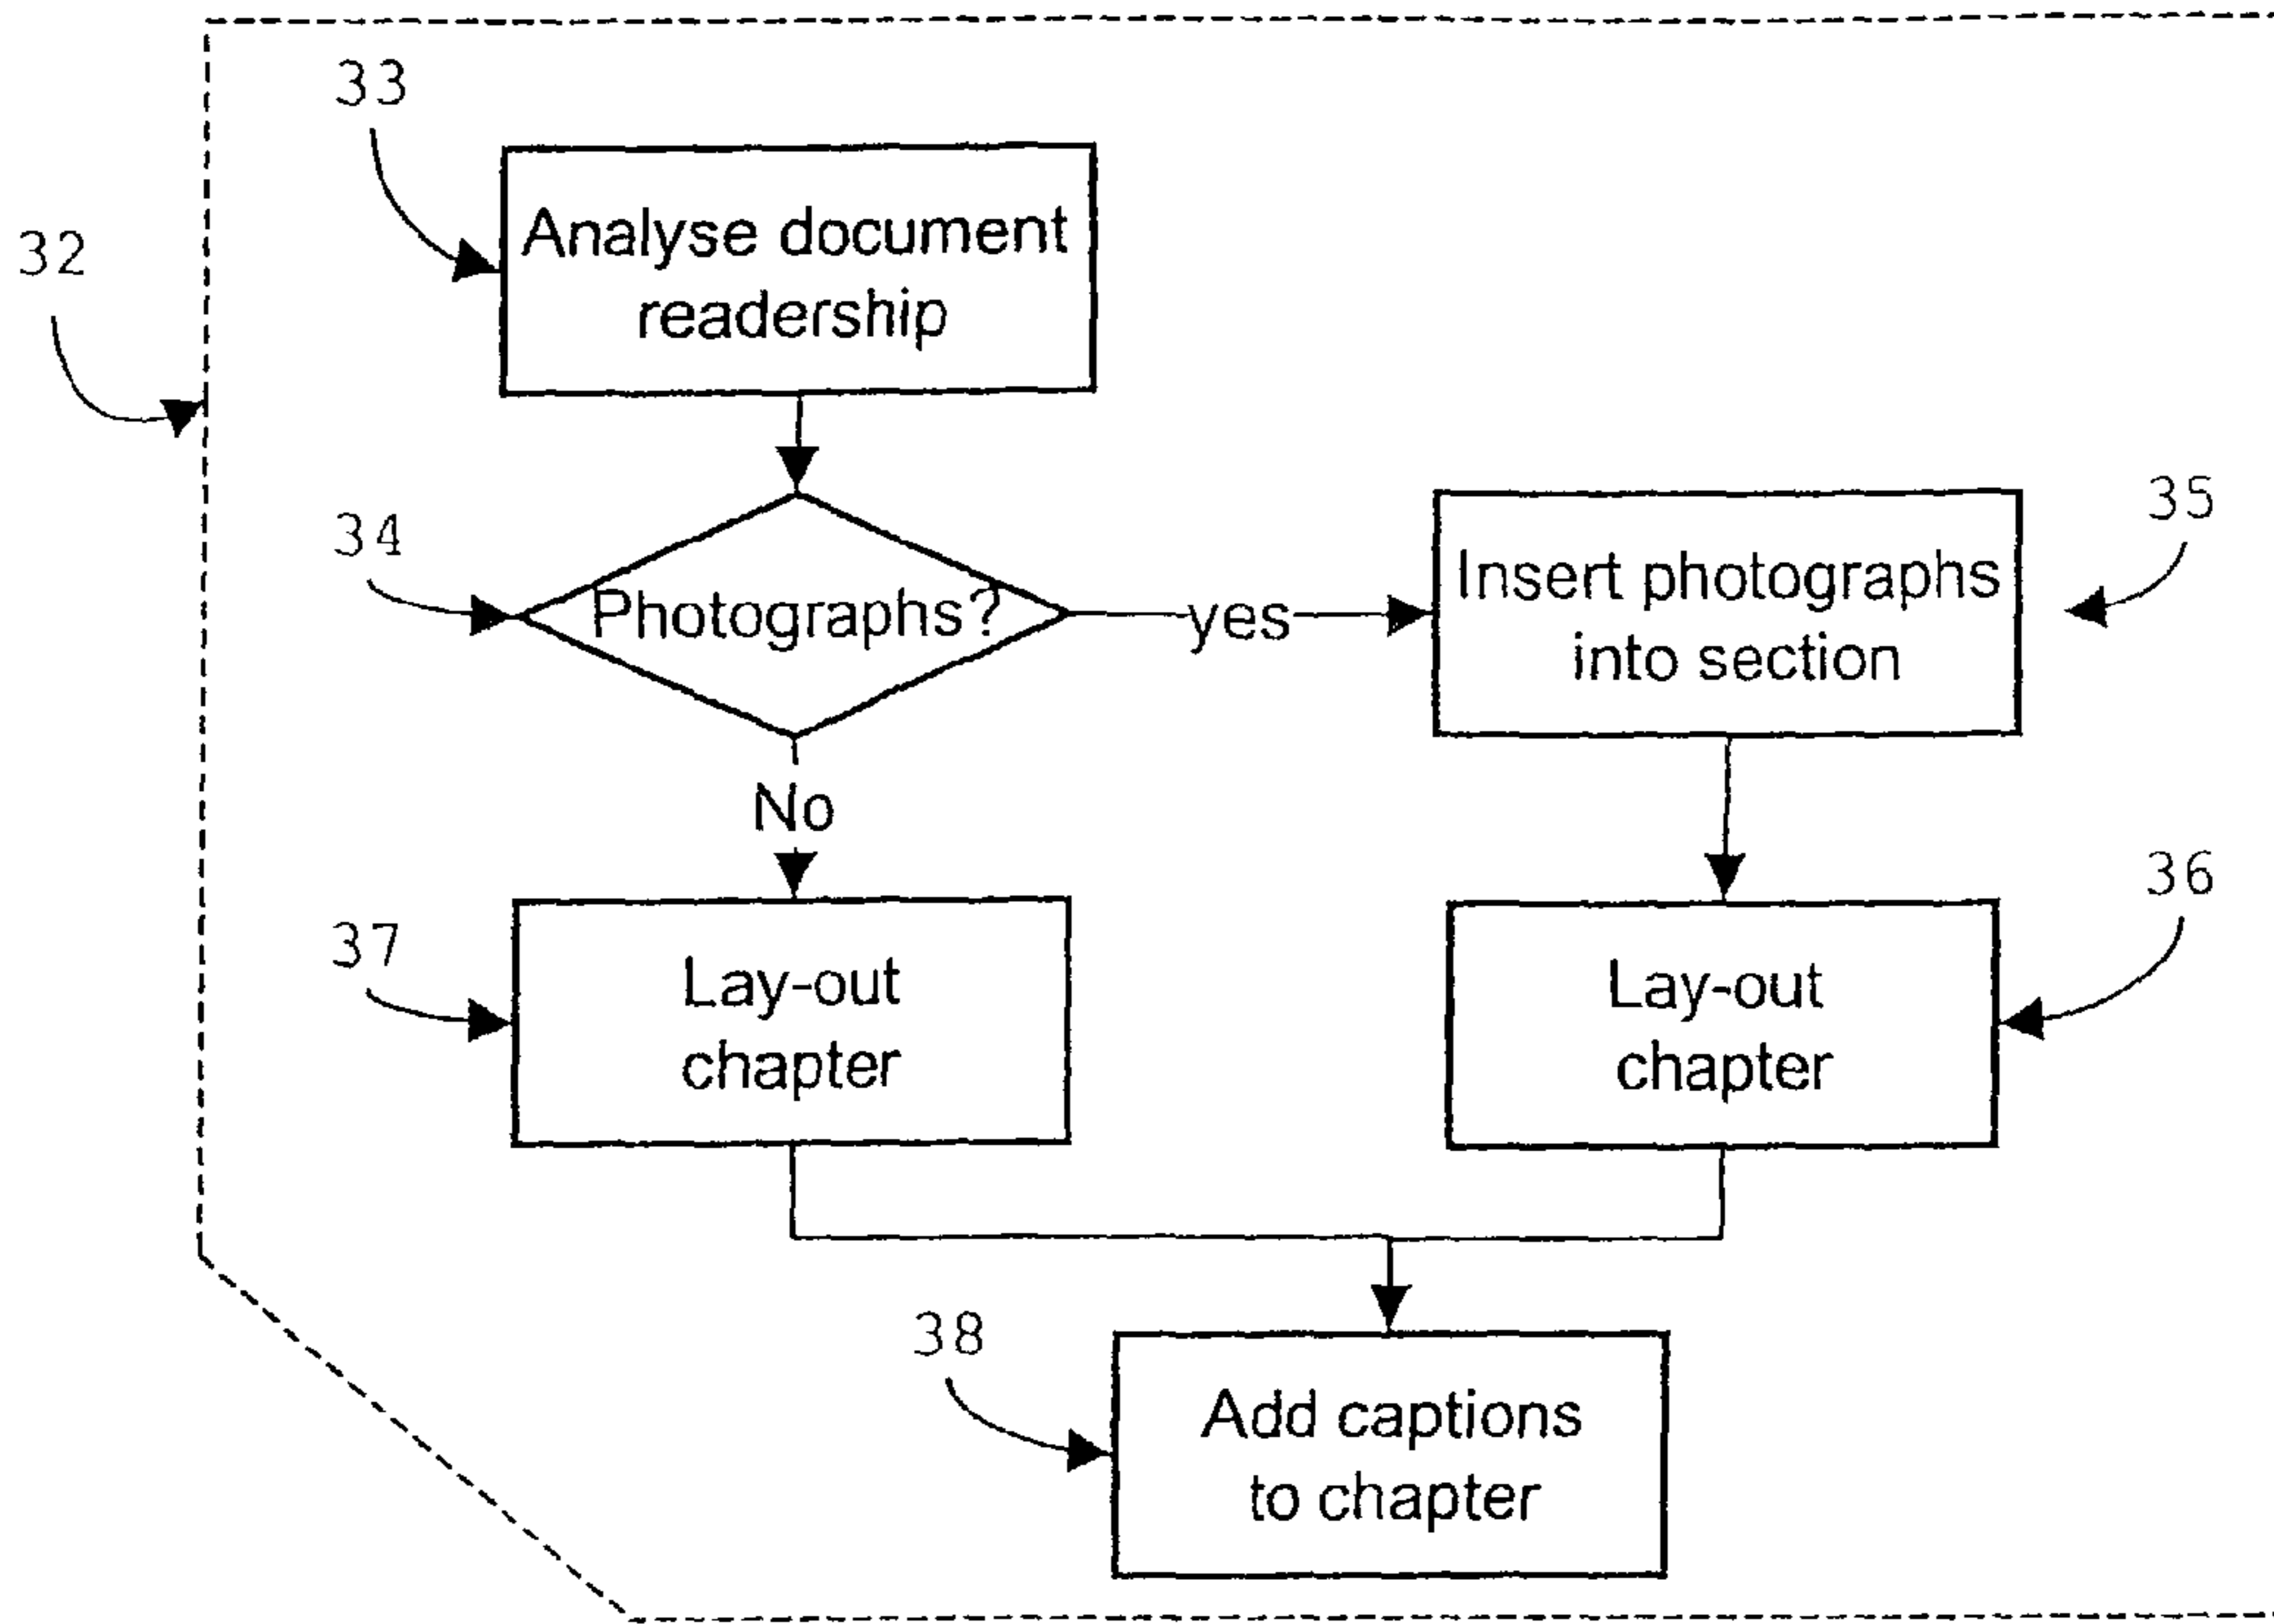 33
Analyse document
readership
32
34
Photographs?
yes
Insert photographs
into section
35
No
37
Lay-out
chapter
Lay-out
chapter
36
38
Add captions
to chapter